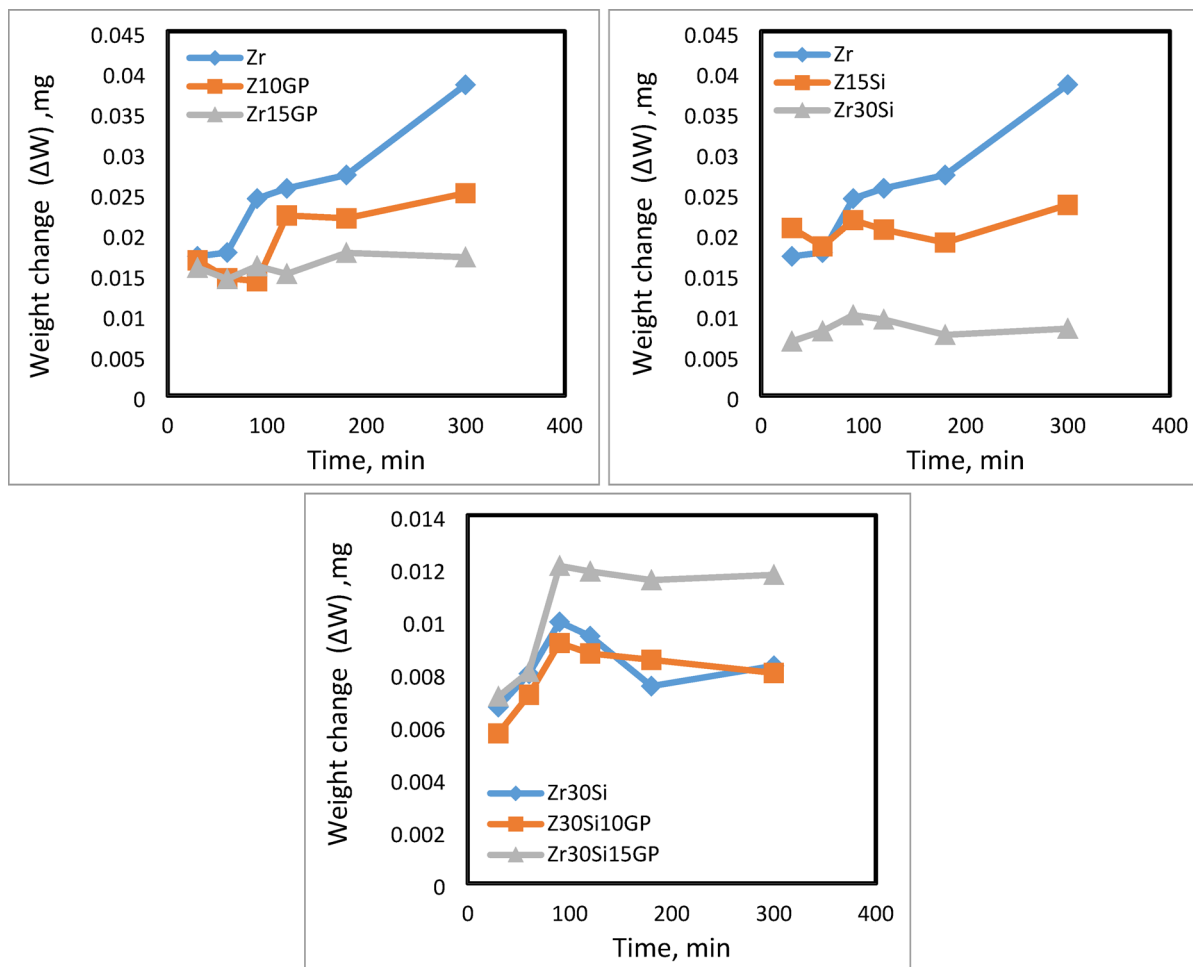 Weight change (ΔW) ,mg
0.045
0.04
0.035
0.03
0.025
0.02
0.015
0.01
0.005
0
Zr
Z10GP
Zr15GP
0 100 200 300 400
Time, min
Weight change (ΔW) ,mg
0.045
0.04
0.035
0.03
0.025
0.02
0.015
0.01
0.005
0
Zr
Z15Si
Zr30Si
0 100 200 300 400
Time, min
Weight change (ΔW) ,mg
0.014
0.012
0.01
0.008
0.006
0.004
0.002
0
Zr30Si
Z30Si10GP
Zr30Si15GP
0 100 200 300 400
Time, min